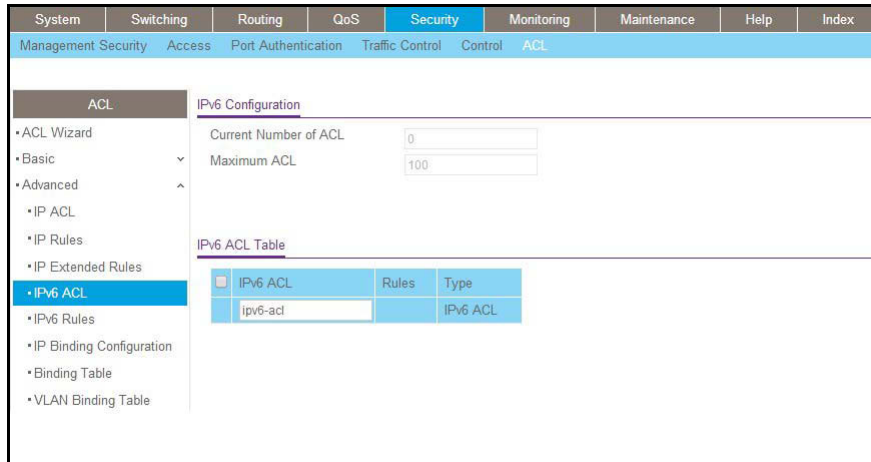 System Switching Routing QoS Security Monitoring Maintenance Help Index
Management Security Access Port Authentication Traffic Control Control ACL
ACL
ACL Wizard
Basic
Advanced
IP ACL
IP Rules
IP Extended Rules
IPv6 ACL
IPv6 Rules
IP Binding Configuration
Binding Table
VLAN Binding Table
IPv6 Configuration
Current Number of ACL 0
Maximum ACL 100
IPv6 ACL Table
IPv6 ACL Rules Type
ipv6-acl IPv6 ACL